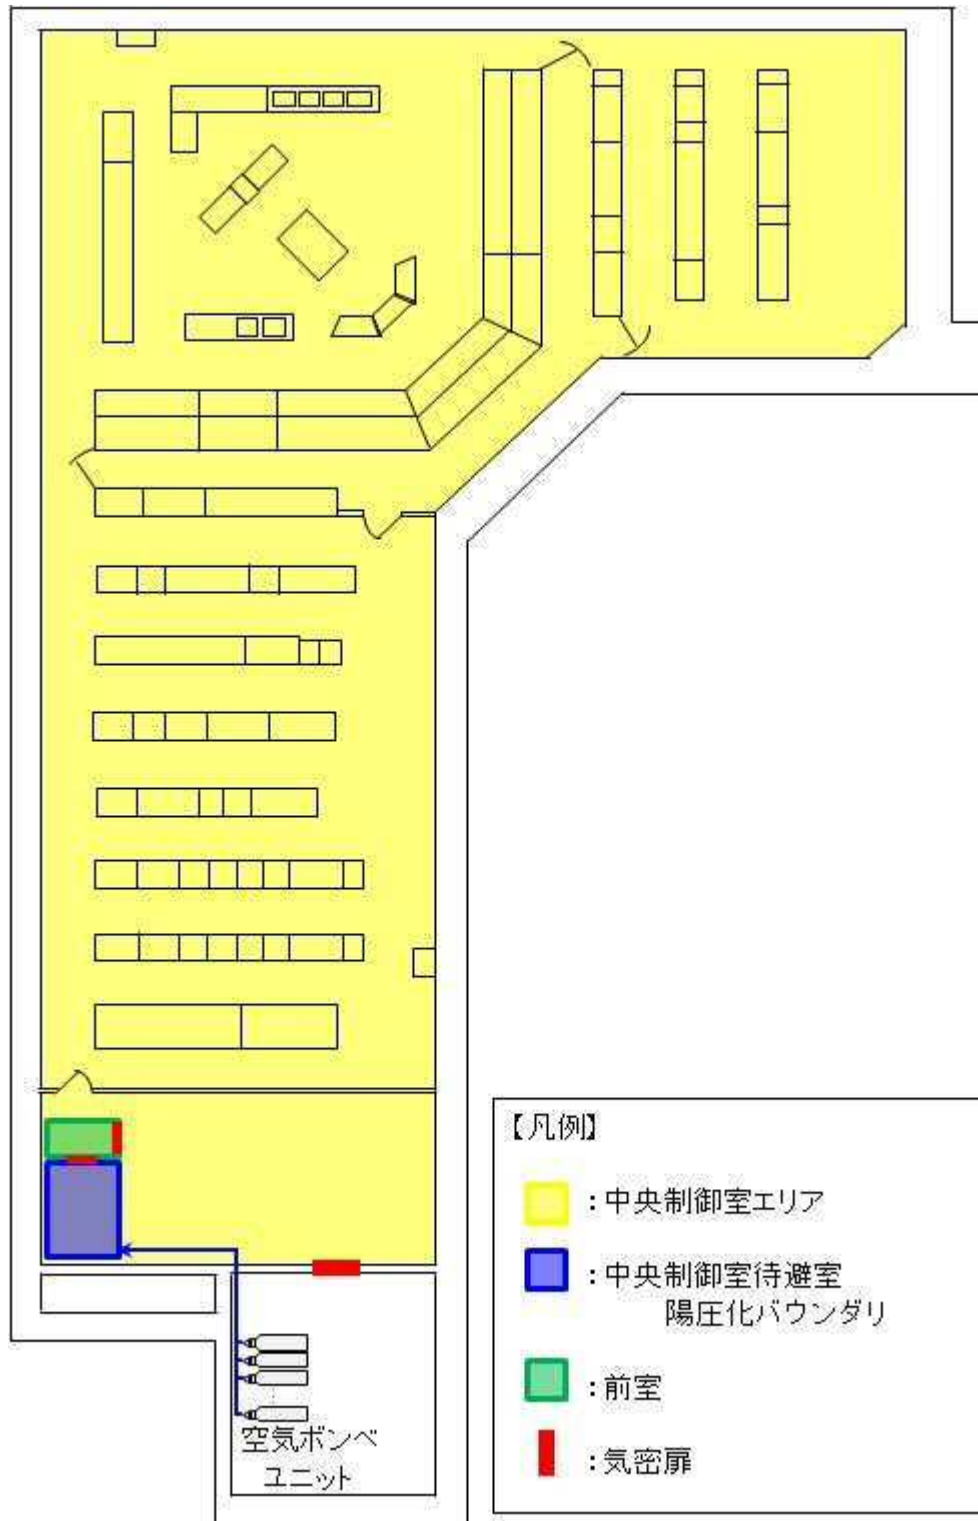 【凡例】
：中央制御室エリア
：中央制御室待避室
陽圧化バウンダリ
：前室
：気密扉
空気ボンベ
ユニット